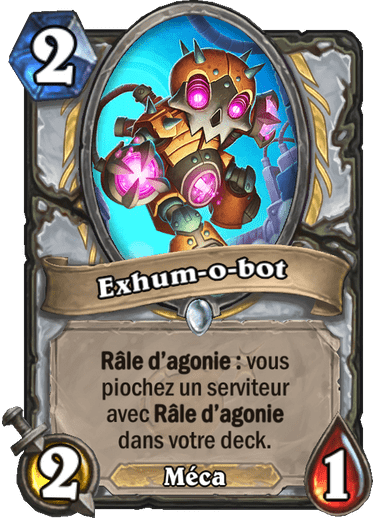 2
Exhum-o-bot
Râle d'agonie : vous
piochez un serviteur
avec Râle d'agonie
dans votre deck.
2
Méca
1